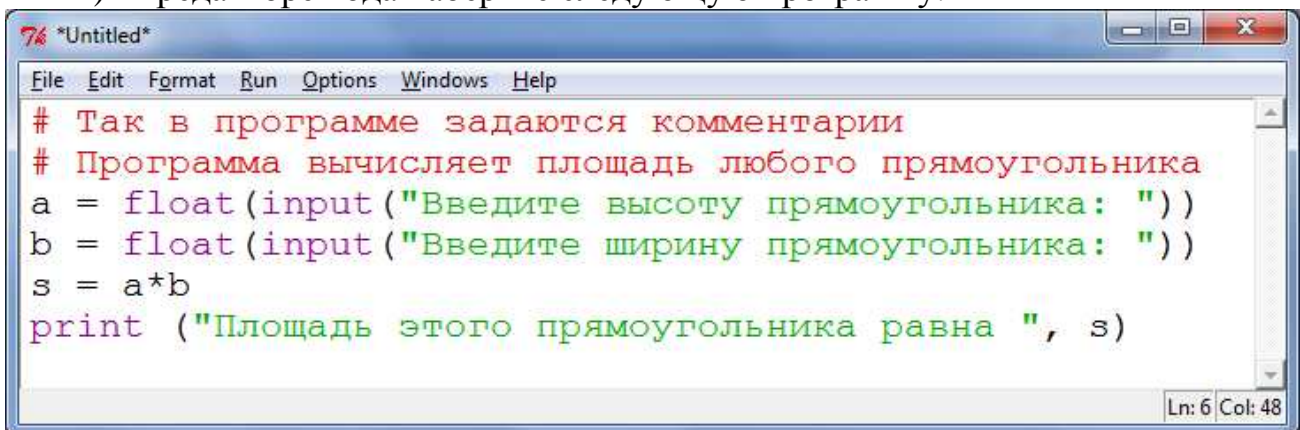 *Untitled*
File Edit Format Run Options Windows Help
# Так в программе задаются комментарии
# Программа вычисляет площадь любого прямоугольника
a = float(input("Введите высоту прямоугольника: "))
b = float(input("Введите ширину прямоугольника: "))
s = a*b
print ("Площадь этого прямоугольника равна ", s)
Ln: 6 Col: 48